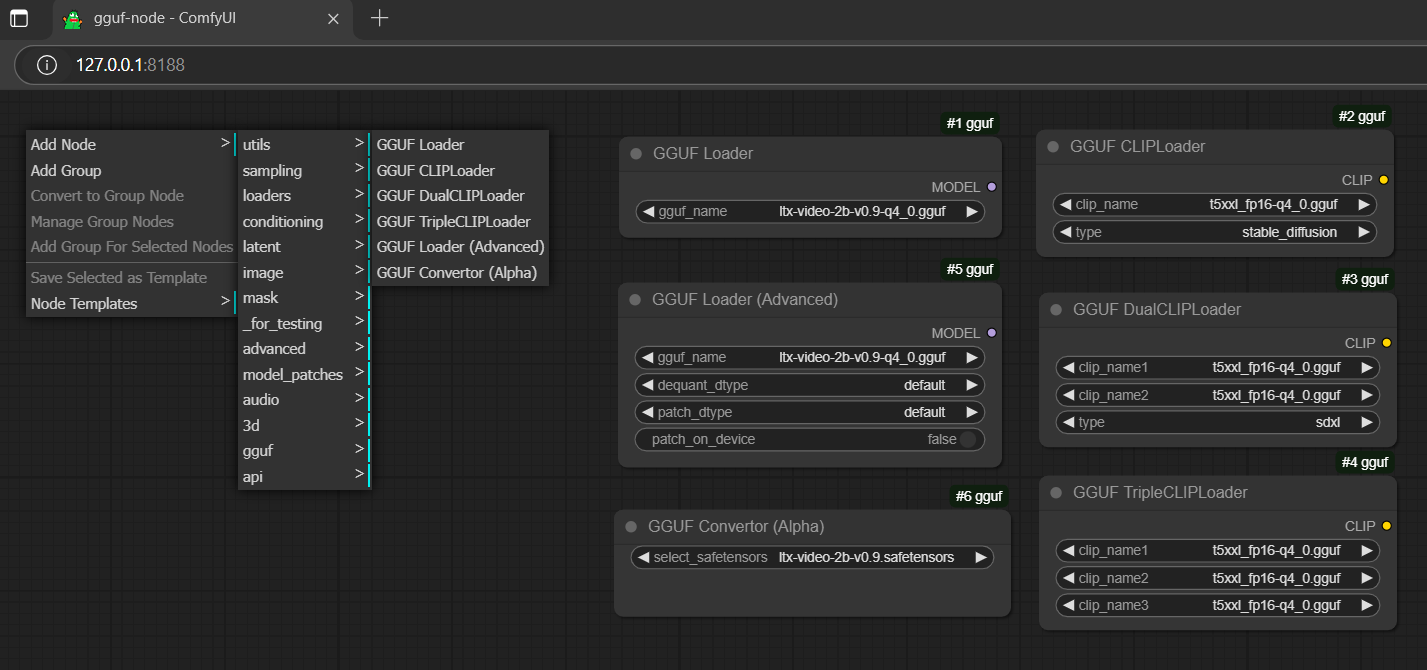 gguf-node - ComfyUI
127.0.0.1:8188
Add Node >
Add Group
Convert to Group Node
Manage Group Nodes
Add Group For Selected Nodes
Save Selected as Template
Node Templates >
utils >
sampling >
loaders >
conditioning >
latent >
image >
mask >
_for_testing >
advanced >
model_patches >
audio >
3d >
gguf >
api >
GGUF Loader
GGUF CLIPLoader
GGUF DualCLIPLoader
GGUF TripleCLIPLoader
GGUF Loader (Advanced)
GGUF Convertor (Alpha)
#1 gguf
GGUF Loader
MODEL
gguf_name ltx-video-2b-v0.9-q4_0.gguf
#5 gguf
GGUF Loader (Advanced)
MODEL
gguf_name ltx-video-2b-v0.9-q4_0.gguf
dequant_dtype default
patch_dtype default
patch_on_device false
#6 gguf
GGUF Convertor (Alpha)
select_safetensors ltx-video-2b-v0.9.safetensors
#2 gguf
GGUF CLIPLoader
CLIP
clip_name t5xxl_fp16-q4_0.gguf
type stable_diffusion
#3 gguf
GGUF DualCLIPLoader
CLIP
clip_name1 t5xxl_fp16-q4_0.gguf
clip_name2 t5xxl_fp16-q4_0.gguf
type sdxl
#4 gguf
GGUF TripleCLIPLoader
CLIP
clip_name1 t5xxl_fp16-q4_0.gguf
clip_name2 t5xxl_fp16-q4_0.gguf
clip_name3 t5xxl_fp16-q4_0.gguf